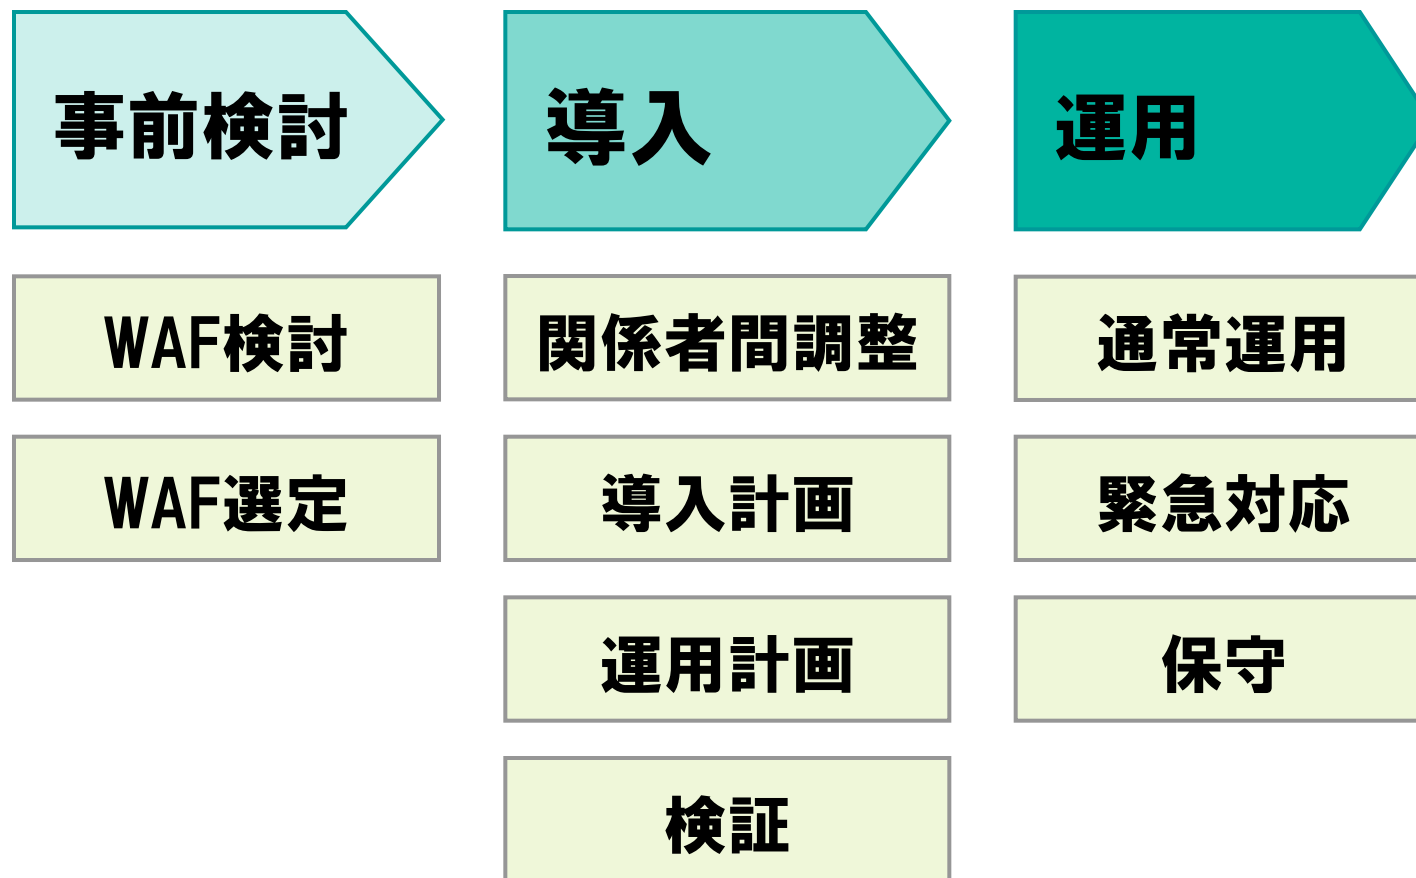 事前検討
導入
運用
WAF検討
関係者間調整
通常運用
WAF選定
導入計画
緊急対応
運用計画
保守
検証